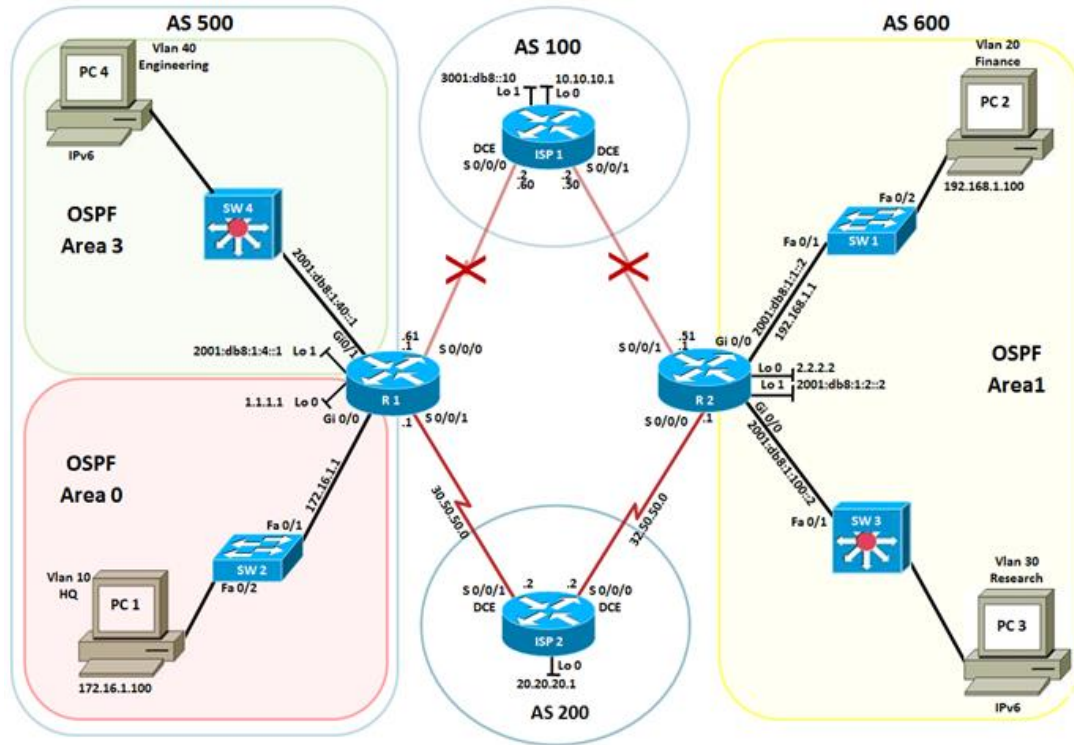 AS 500
Vlan 40
Engineering
PC 4
IPv6
OSPF
Area 3
SW 4
2001:db8:1:40::1
Gi0/1
2001:db8:1:4::1
Lo 1
1.1.1.1
Lo 0
Gi 0/0
.61
.1
S 0/0/0
R 1
.1
S 0/0/1
OSPF
Area 0
172.16.1.1
Fa 0/1
SW 2
Fa 0/2
Vlan 10
HQ
PC 1
172.16.1.100
AS 100
3001:db8::10
10.10.10.1
Lo 1
Lo 0
DCE
S 0/0/0
ISP 1
DCE
S 0/0/1
.2
.60
.2
.50
30.50.50.0
32.50.50.0
S 0/0/1
DCE
.2
.2
S 0/0/0
DCE
ISP 2
Lo 0
20.20.20.1
AS 200
AS 600
Vlan 20
Finance
PC 2
192.168.1.100
Fa 0/2
SW 1
Fa 0/1
2001:db8:1:1::2
192.168.1.1
.51
.1
Gi 0/0
S 0/0/1
R 2
Lo 0
2.2.2.2
Lo 1
2001:db8:1:2::2
Gi 0/0
S 0/0/0
.1
2001:db8:1:100::2
OSPF
Area1
Fa 0/1
SW 3
Vlan 30
Research
PC 3
IPv6